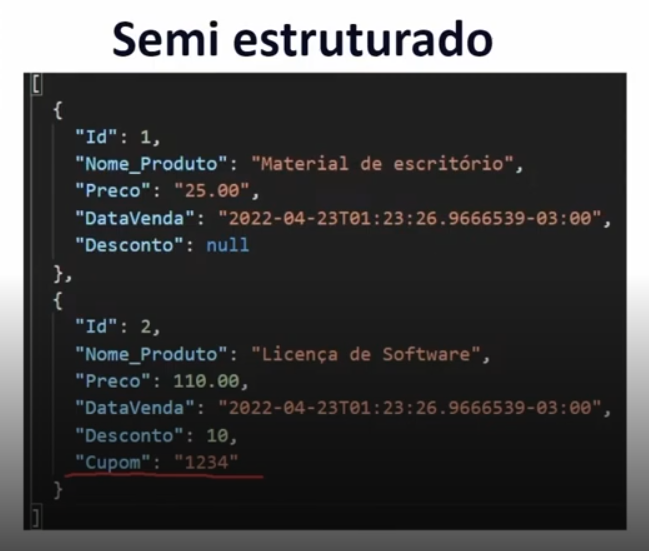 Semi estruturado
[
{
"Id": 1,
"Nome_Produto": "Material de escritório",
"Preco": "25.00",
"DataVenda": "2022-04-23T01:23:26.9666539-03:00",
"Desconto": null
},
{
"Id": 2,
"Nome_Produto": "Licença de Software",
"Preco": 110.00,
"DataVenda": "2022-04-23T01:23:26.9666539-03:00",
"Desconto": 10,
"Cupom": "1234"
}
]